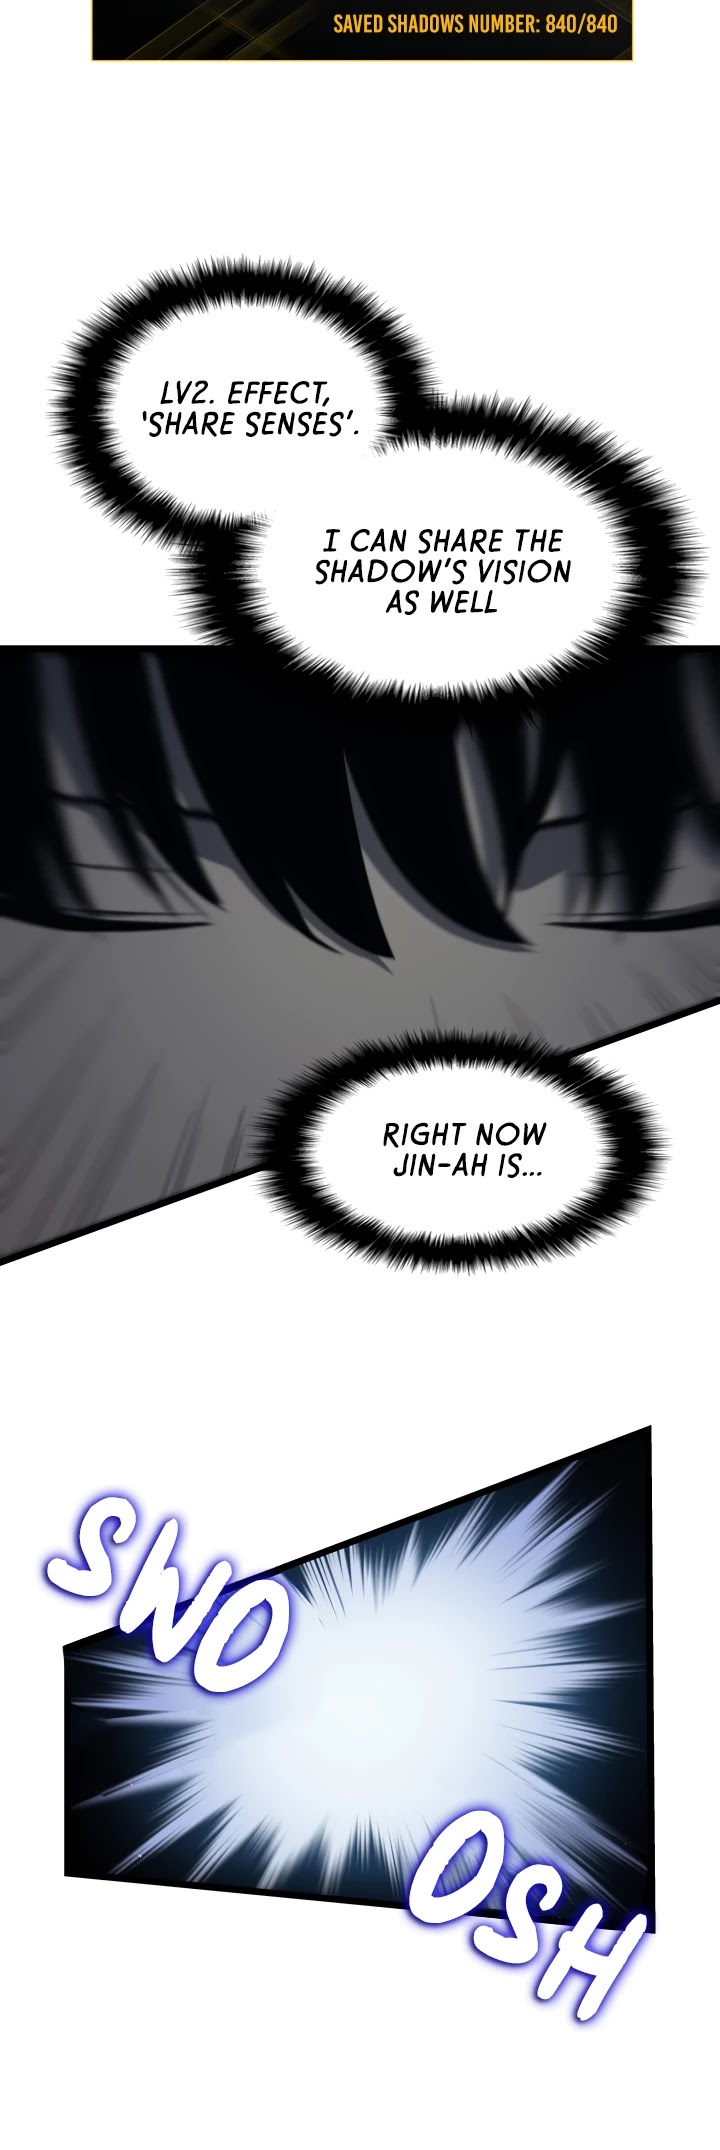 SAVED SHADOWS NUMBER: 840/840
LV2. EFFECT,
‘SHARE SENSES’.
I CAN SHARE THE
SHADOW’S VISION
AS WELL
RIGHT NOW
JIN-AH IS...
SWO
OSH